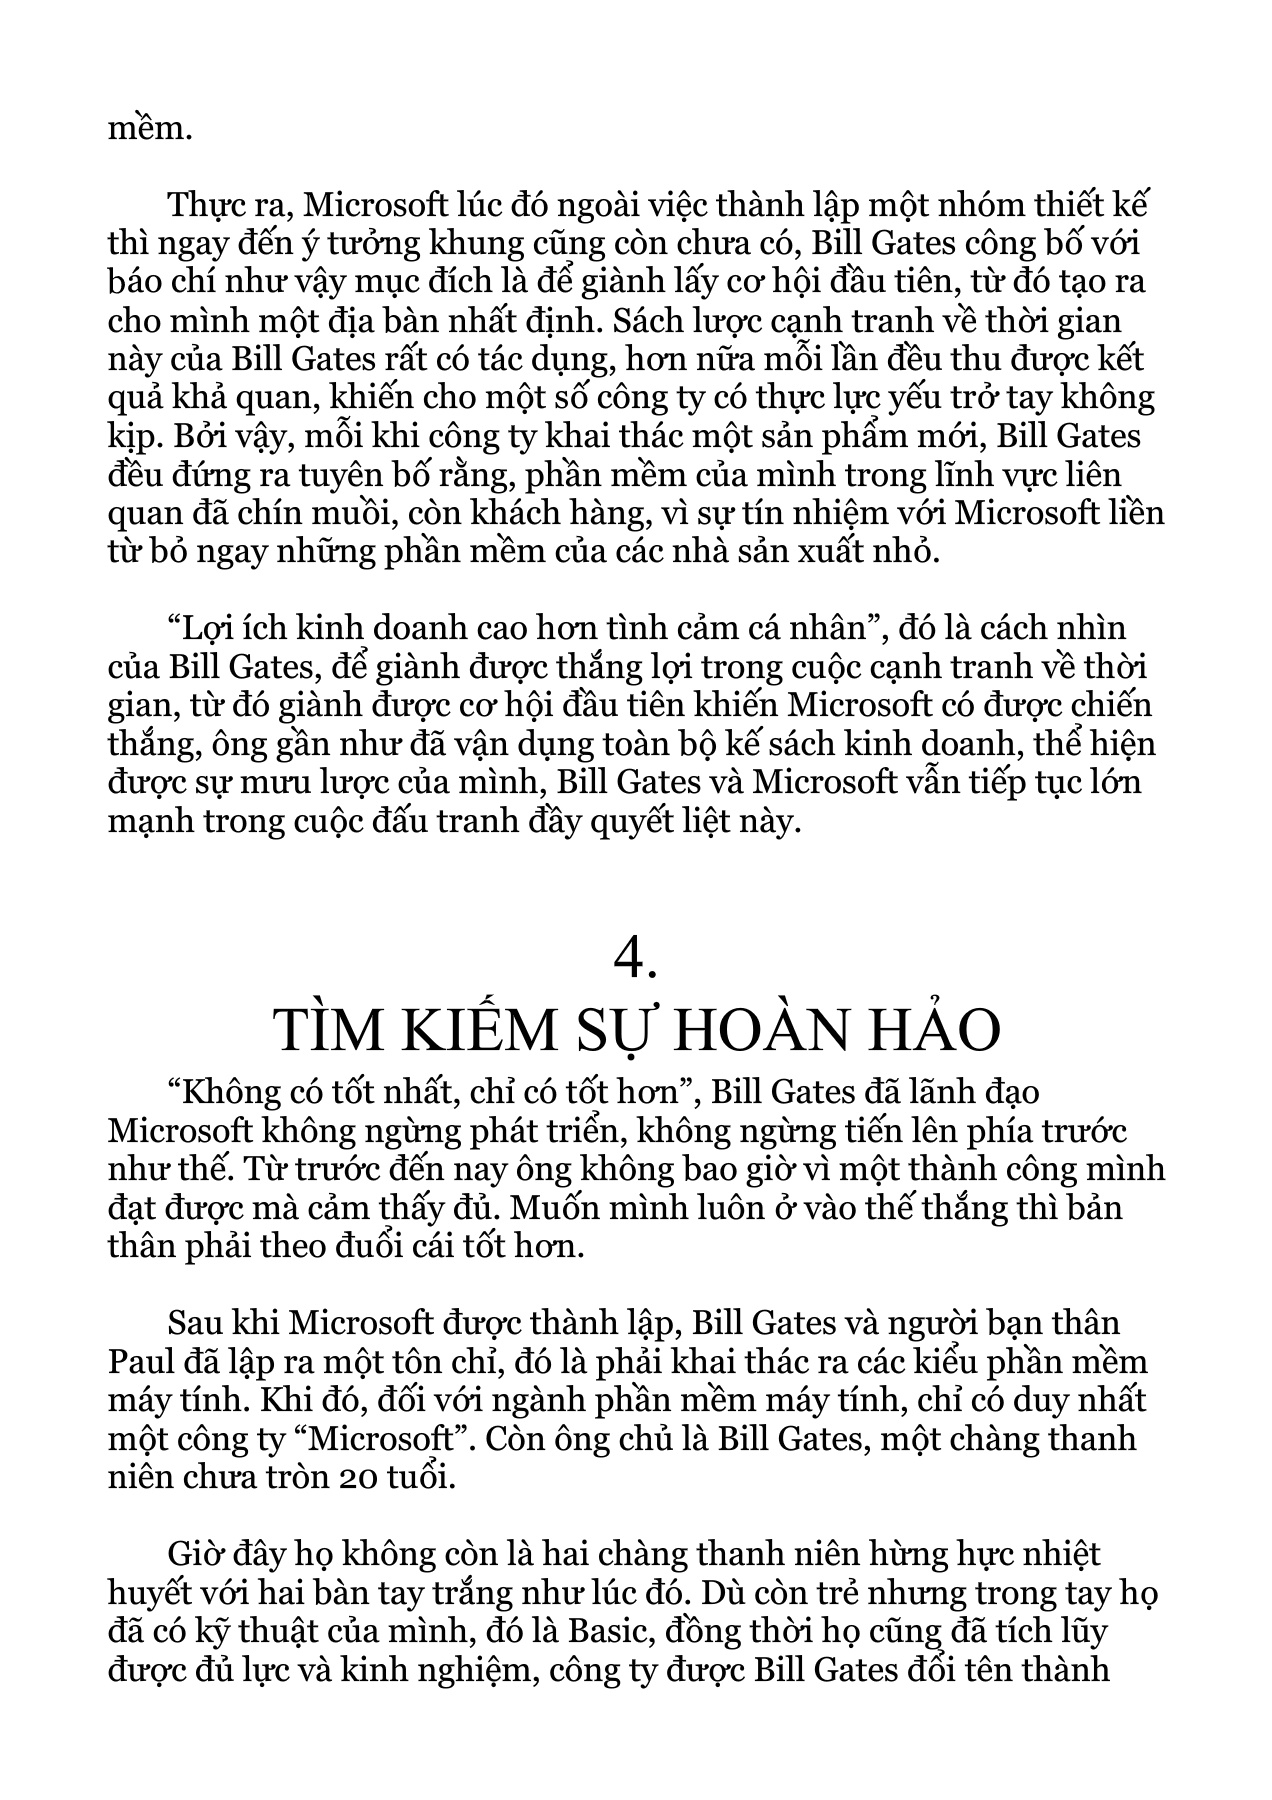 mềm.
Thực ra, Microsoft lúc đó ngoài việc thành lập một nhóm thiết kế
thì ngay đến ý tưởng khung cũng còn chưa có, Bill Gates công bố với
báo chí như vậy mục đích là để giành lấy cơ hội đầu tiên, từ đó tạo ra
cho mình một địa bàn nhất định. Sách lược cạnh tranh về thời gian
này của Bill Gates rất có tác dụng, hơn nữa mỗi lần đều thu được kết
quả khả quan, khiến cho một số công ty có thực lực yếu trở tay không
kịp. Bởi vậy, mỗi khi công ty khai thác một sản phẩm mới, Bill Gates
đều đứng ra tuyên bố rằng, phần mềm của mình trong lĩnh vực liên
quan đã chín muồi, còn khách hàng, vì sự tín nhiệm với Microsoft liền
từ bỏ ngay những phần mềm của các nhà sản xuất nhỏ.
“Lợi ích kinh doanh cao hơn tình cảm cá nhân”, đó là cách nhìn
của Bill Gates, để giành được thắng lợi trong cuộc cạnh tranh về thời
gian, từ đó giành được cơ hội đầu tiên khiến Microsoft có được chiến
thắng, ông gần như đã vận dụng toàn bộ kế sách kinh doanh, thể hiện
được sự mưu lược của mình, Bill Gates và Microsoft vẫn tiếp tục lớn
mạnh trong cuộc đấu tranh đầy quyết liệt này.
4.
TÌM KIẾM SỰ HOÀN HẢO
“Không có tốt nhất, chỉ có tốt hơn”, Bill Gates đã lãnh đạo
Microsoft không ngừng phát triển, không ngừng tiến lên phía trước
như thế. Từ trước đến nay ông không bao giờ vì một thành công mình
đạt được mà cảm thấy đủ. Muốn mình luôn ở vào thế thắng thì bản
thân phải theo đuổi cái tốt hơn.
Sau khi Microsoft được thành lập, Bill Gates và người bạn thân
Paul đã lập ra một tôn chỉ, đó là phải khai thác ra các kiểu phần mềm
máy tính. Khi đó, đối với ngành phần mềm máy tính, chỉ có duy nhất
một công ty “Microsoft”. Còn ông chủ là Bill Gates, một chàng thanh
niên chưa tròn 20 tuổi.
Giờ đây họ không còn là hai chàng thanh niên hừng hực nhiệt
huyết với hai bàn tay trắng như lúc đó. Dù còn trẻ nhưng trong tay họ
đã có kỹ thuật của mình, đó là Basic, đồng thời họ cũng đã tích lũy
được đủ lực và kinh nghiệm, công ty được Bill Gates đổi tên thành